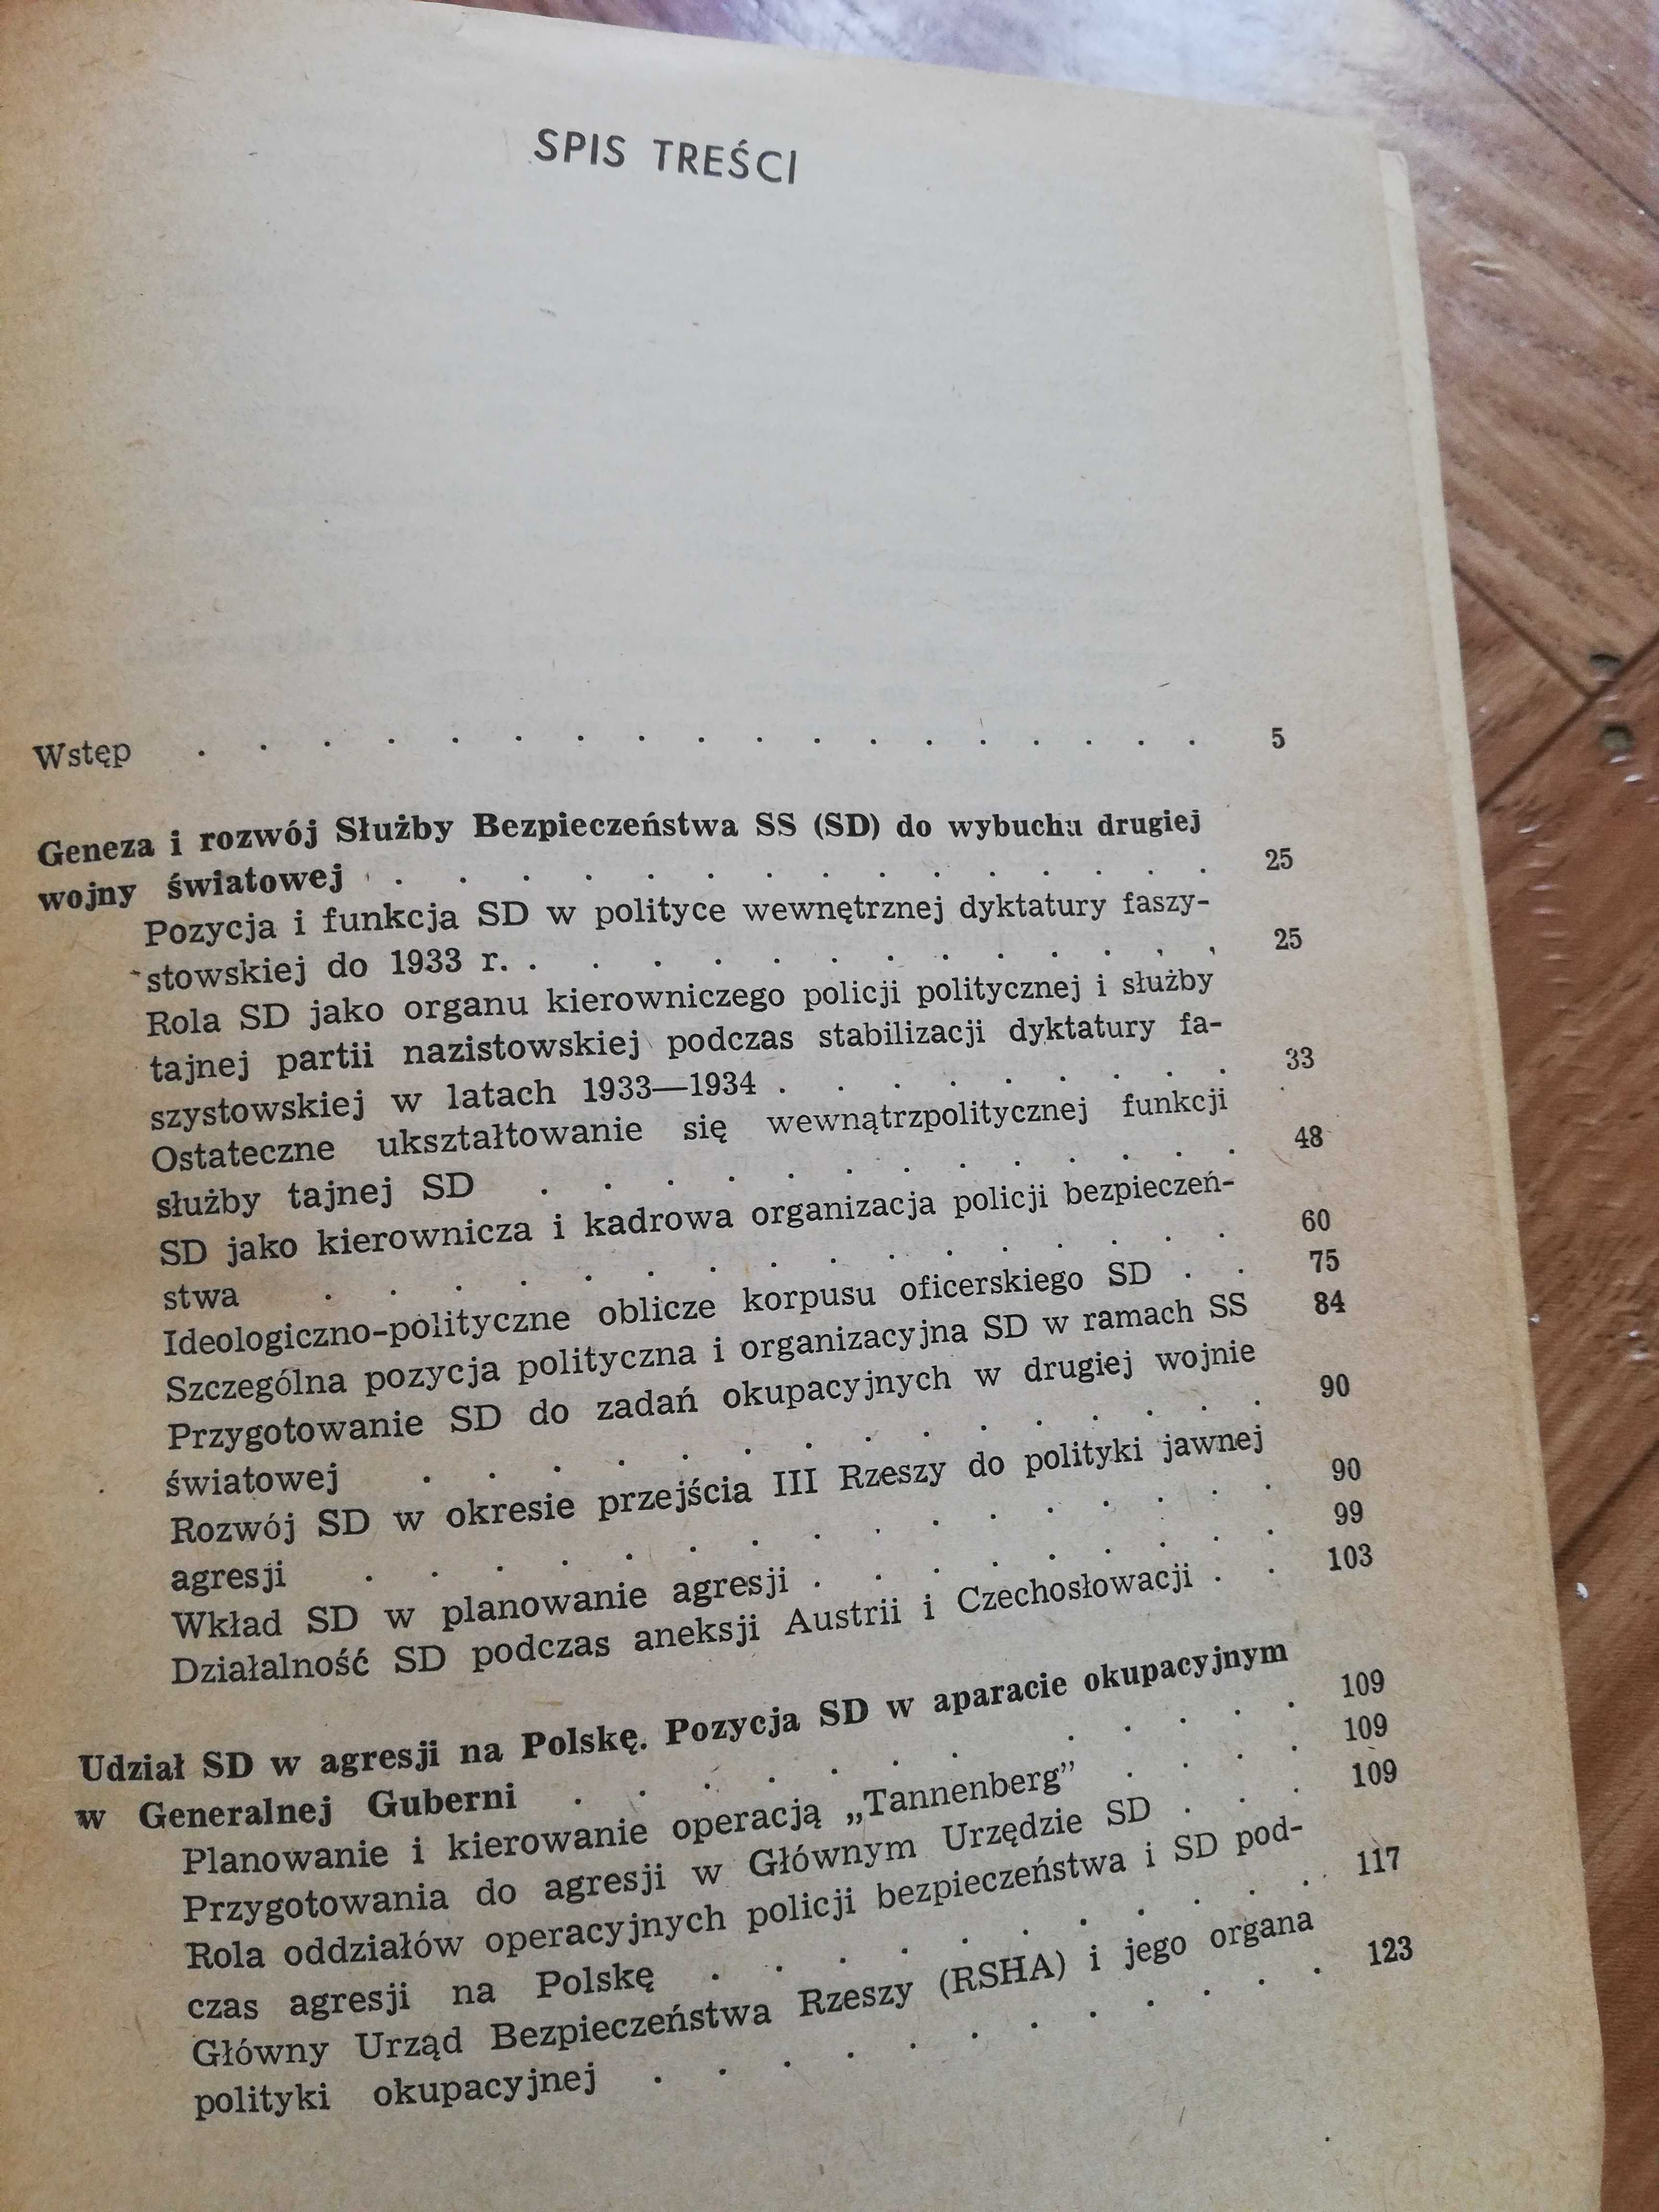 SPIS TREŚCI
Wstęp . . . . . . . . . . . . . . . . . 5
Geneza i rozwój Służby Bezpieczeństwa SS (SD) do wybuchu drugiej
wojny światowej . . . . . . . . . . . . . . 25
Pozycja i funkcja SD w polityce wewnętrznej dyktatury faszy-
stowskiej do 1933 r. . . . . . . . . . . . . 25
Rola SD jako organu kierowniczego policji politycznej i służby
tajnej partii nazistowskiej podczas stabilizacji dyktatury fa-
szystowskiej w latach 1933—1934 . . . . . . . . . 33
Ostateczne ukształtowanie się wewnątrzpolitycznej funkcji
służby tajnej SD . . . . . . . . . . . . 48
SD jako kierownicza i kadrowa organizacja policji bezpieczeń-
stwa . . . . . . . . . . . . . . . 60
Ideologiczno-polityczne oblicze korpusu oficerskiego SD . . 75
Szczególna pozycja polityczna i organizacyjna SD w ramach SS 84
Przygotowanie SD do zadań okupacyjnych w drugiej wojnie
światowej . . . . . . . . . . . . . . 90
Rozwój SD w okresie przejścia III Rzeszy do polityki jawnej
agresji . . . . . . . . . . . . . . . 90
Wkład SD w planowanie agresji . . . . . . . . . 99
Działalność SD podczas aneksji Austrii i Czechosłowacji . . 103
Udział SD w agresji na Polskę. Pozycja SD w aparacie okupacyjnym
w Generalnej Guberni . . . . . . . . . . . . 109
Planowanie i kierowanie operacją „Tannenberg” . . . . 109
Przygotowania do agresji w Głównym Urzędzie SD . . . 109
Rola oddziałów operacyjnych policji bezpieczeństwa i SD pod-
czas agresji na Polskę . . . . . . . . . . 117
Główny Urząd Bezpieczeństwa Rzeszy (RSHA) i jego organa
polityki okupacyjnej . . . . . . . . . . . 123